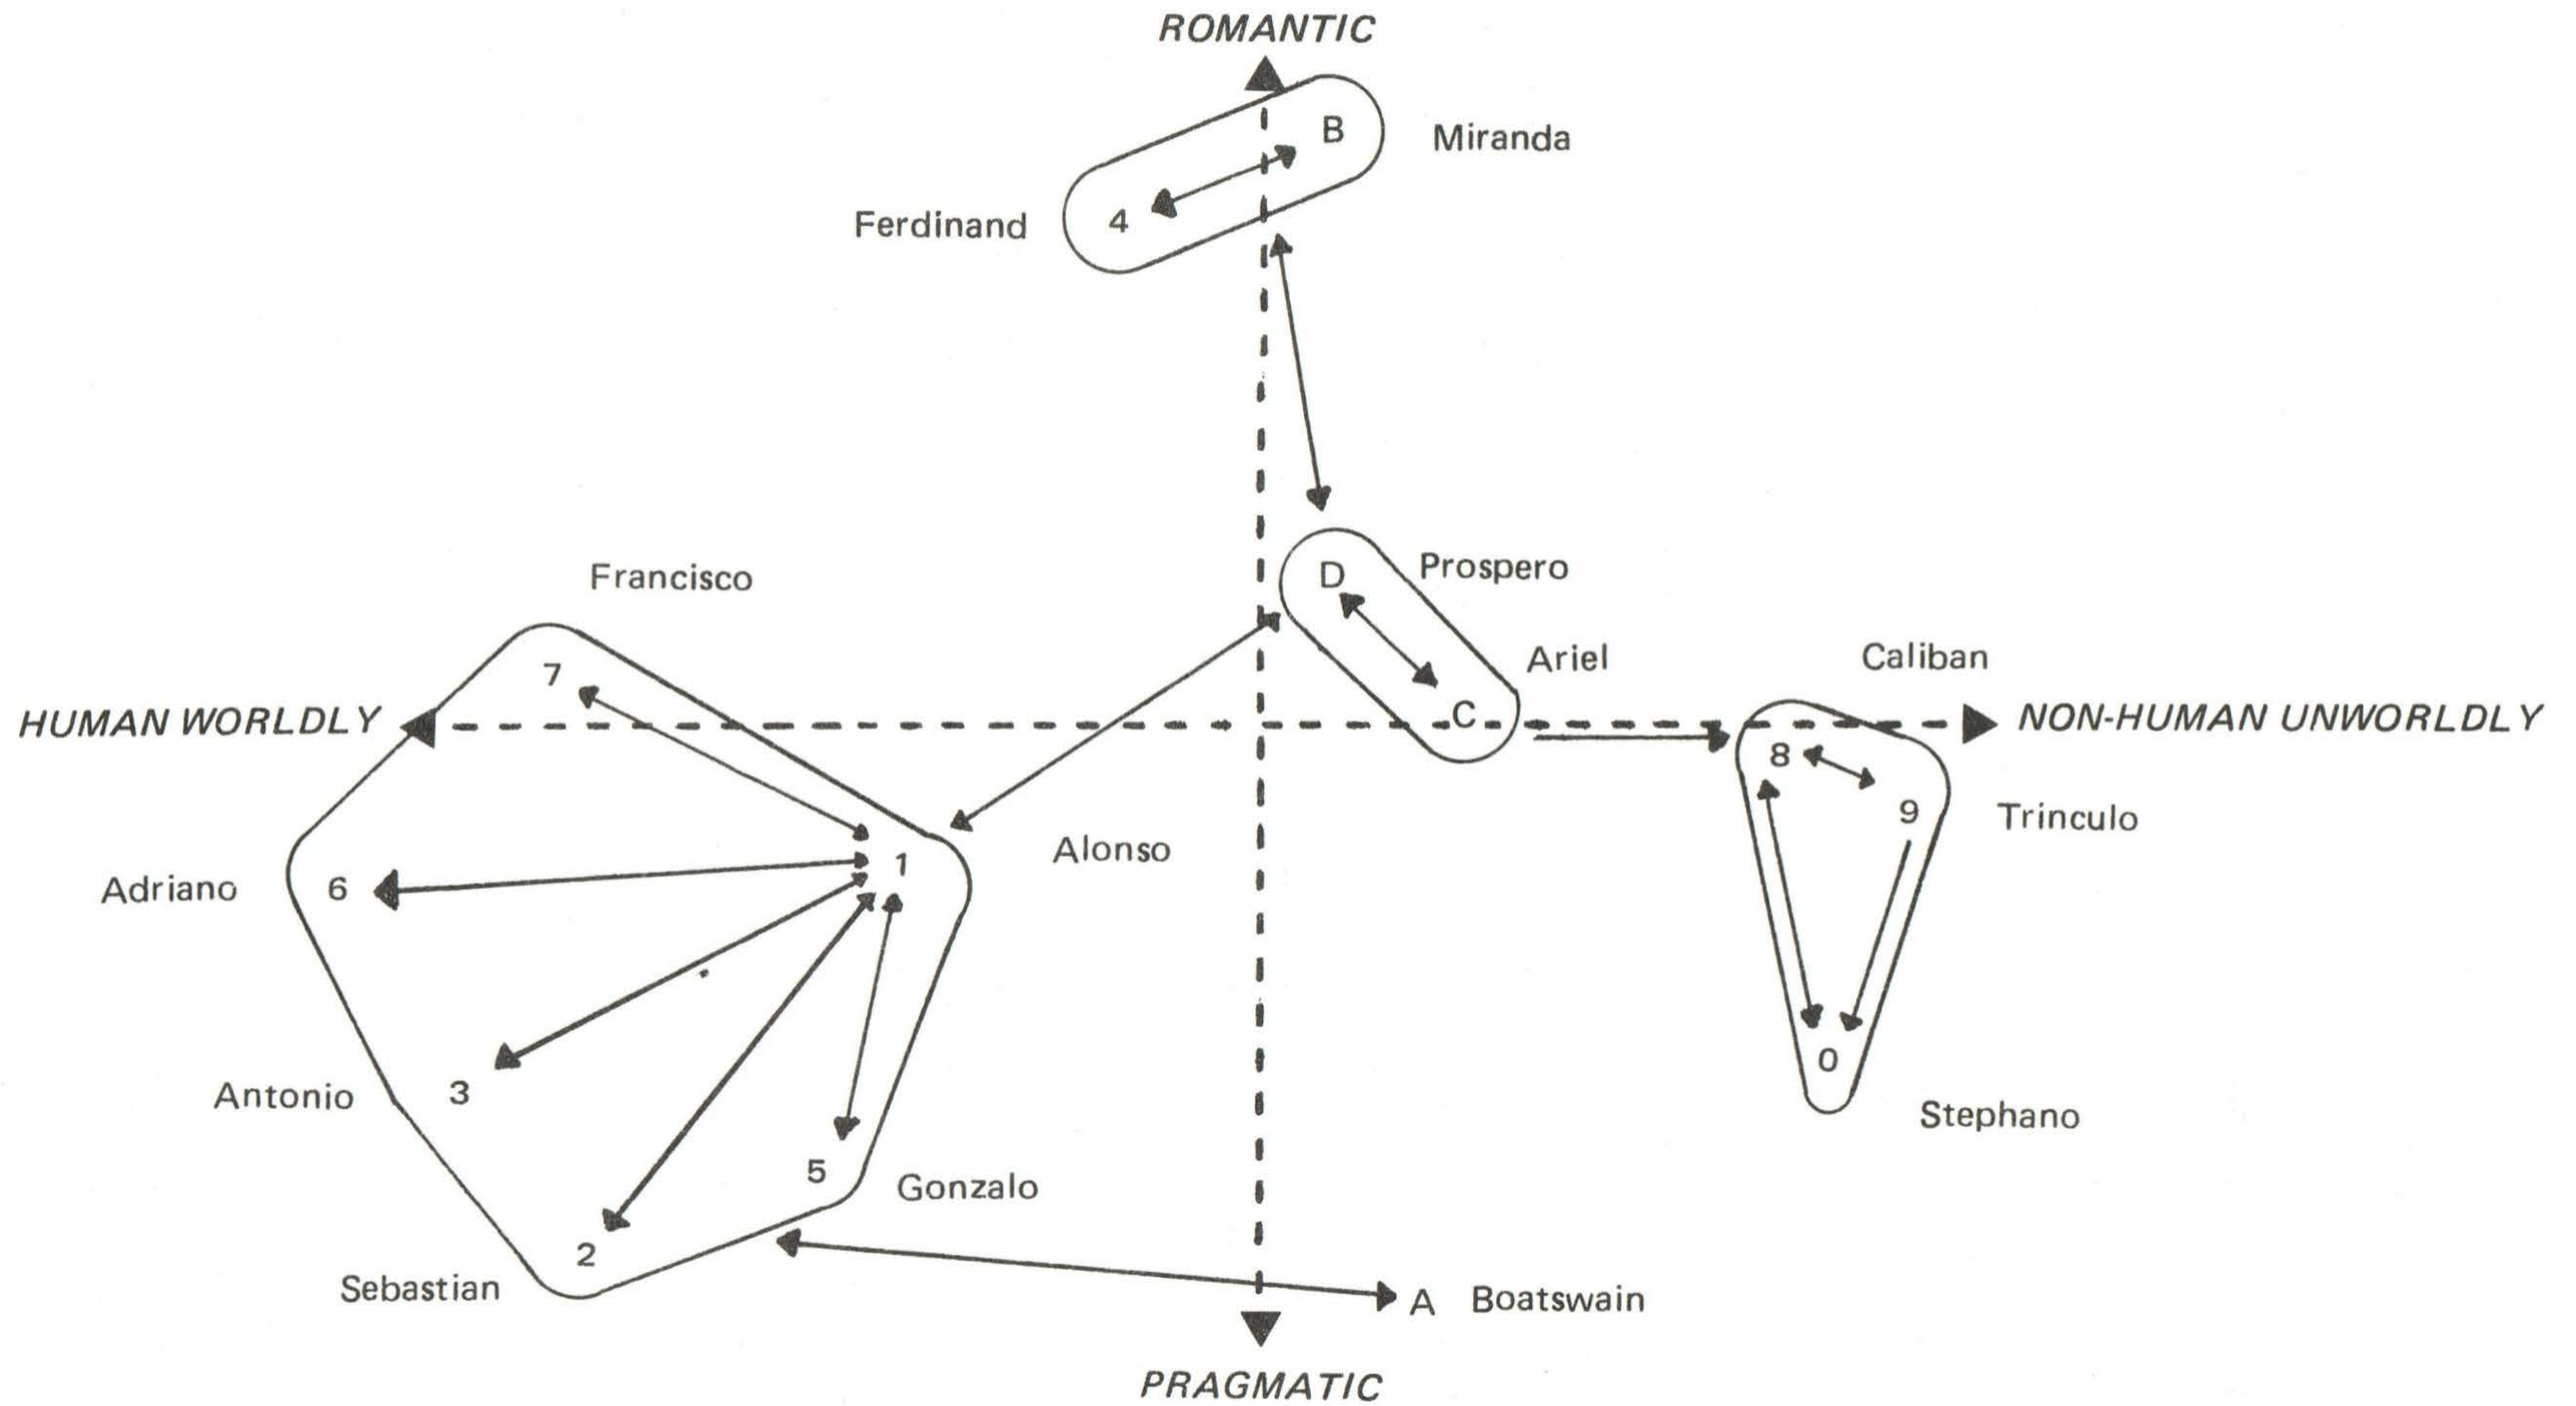 ROMANTIC
B
Miranda
Ferdinand
4
Francisco
D
Prospero
7
Ariel
Caliban
HUMAN WORLDLY
C
NON-HUMAN UNWORLDLY
8
9
Trinculo
1
Alonso
Adriano
6
0
Antonio
3
Stephano
5
Gonzalo
2
Sebastian
A
Boatswain
PRAGMATIC